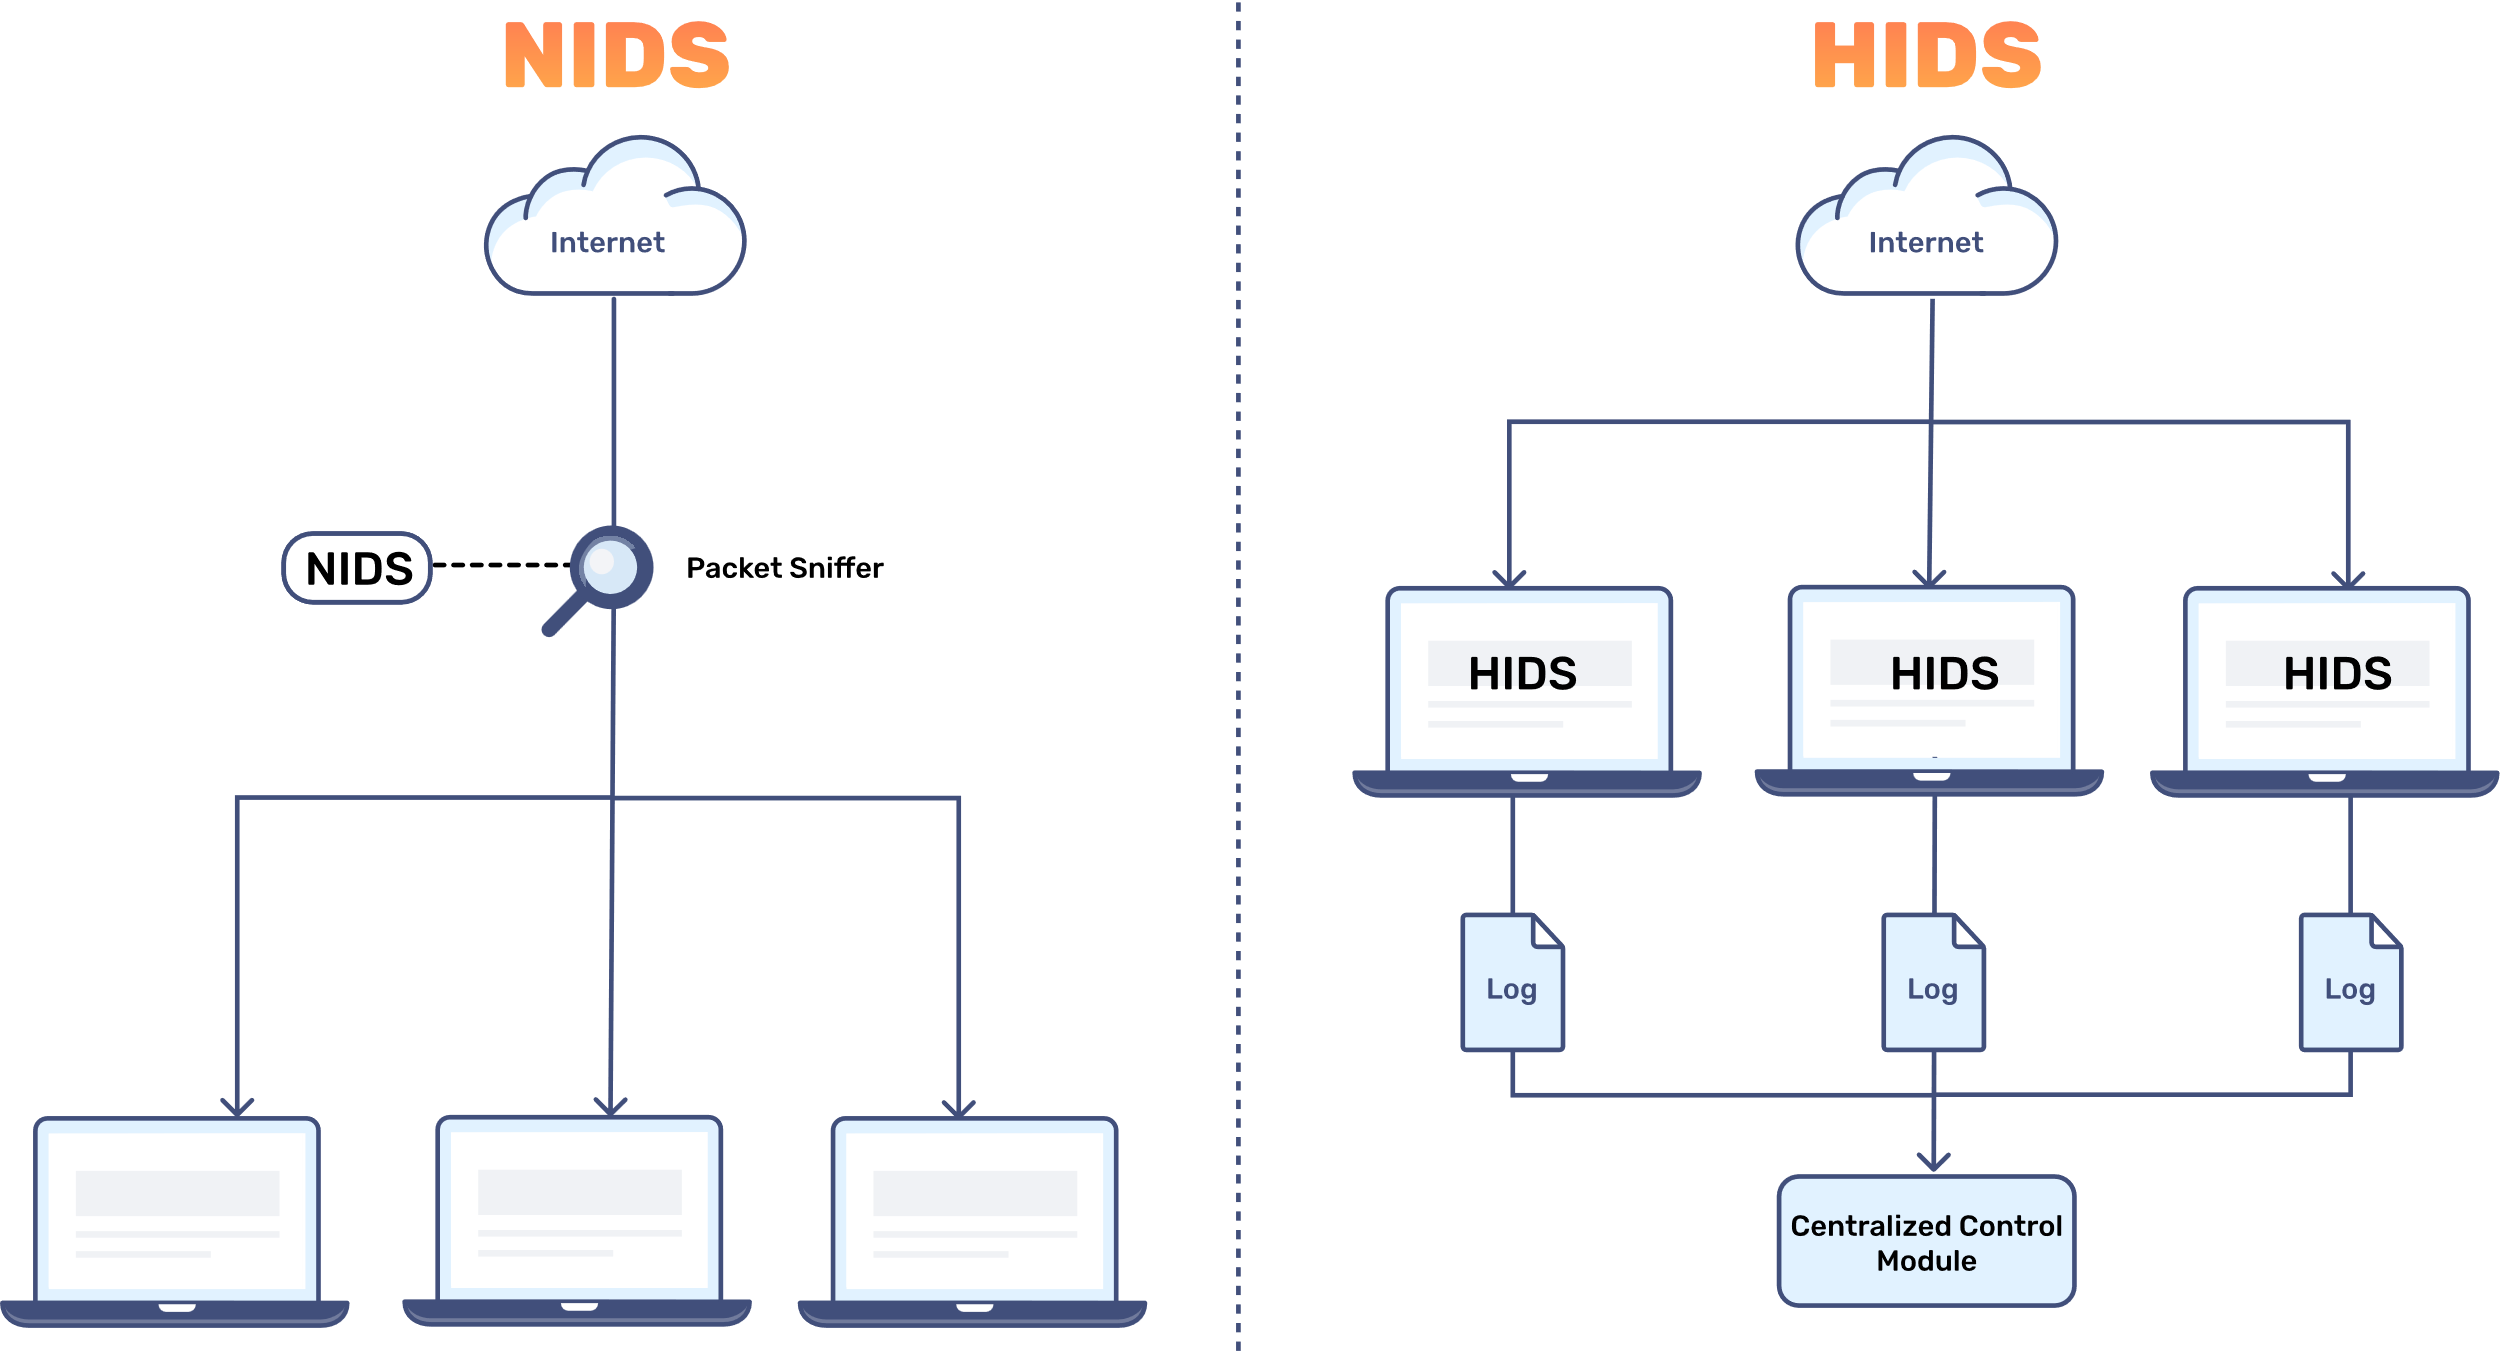 NIDS
Internet
NIDS
Packet Sniffer
HIDS
Internet
HIDS
HIDS
HIDS
Log
Log
Log
Centralized Control
Module